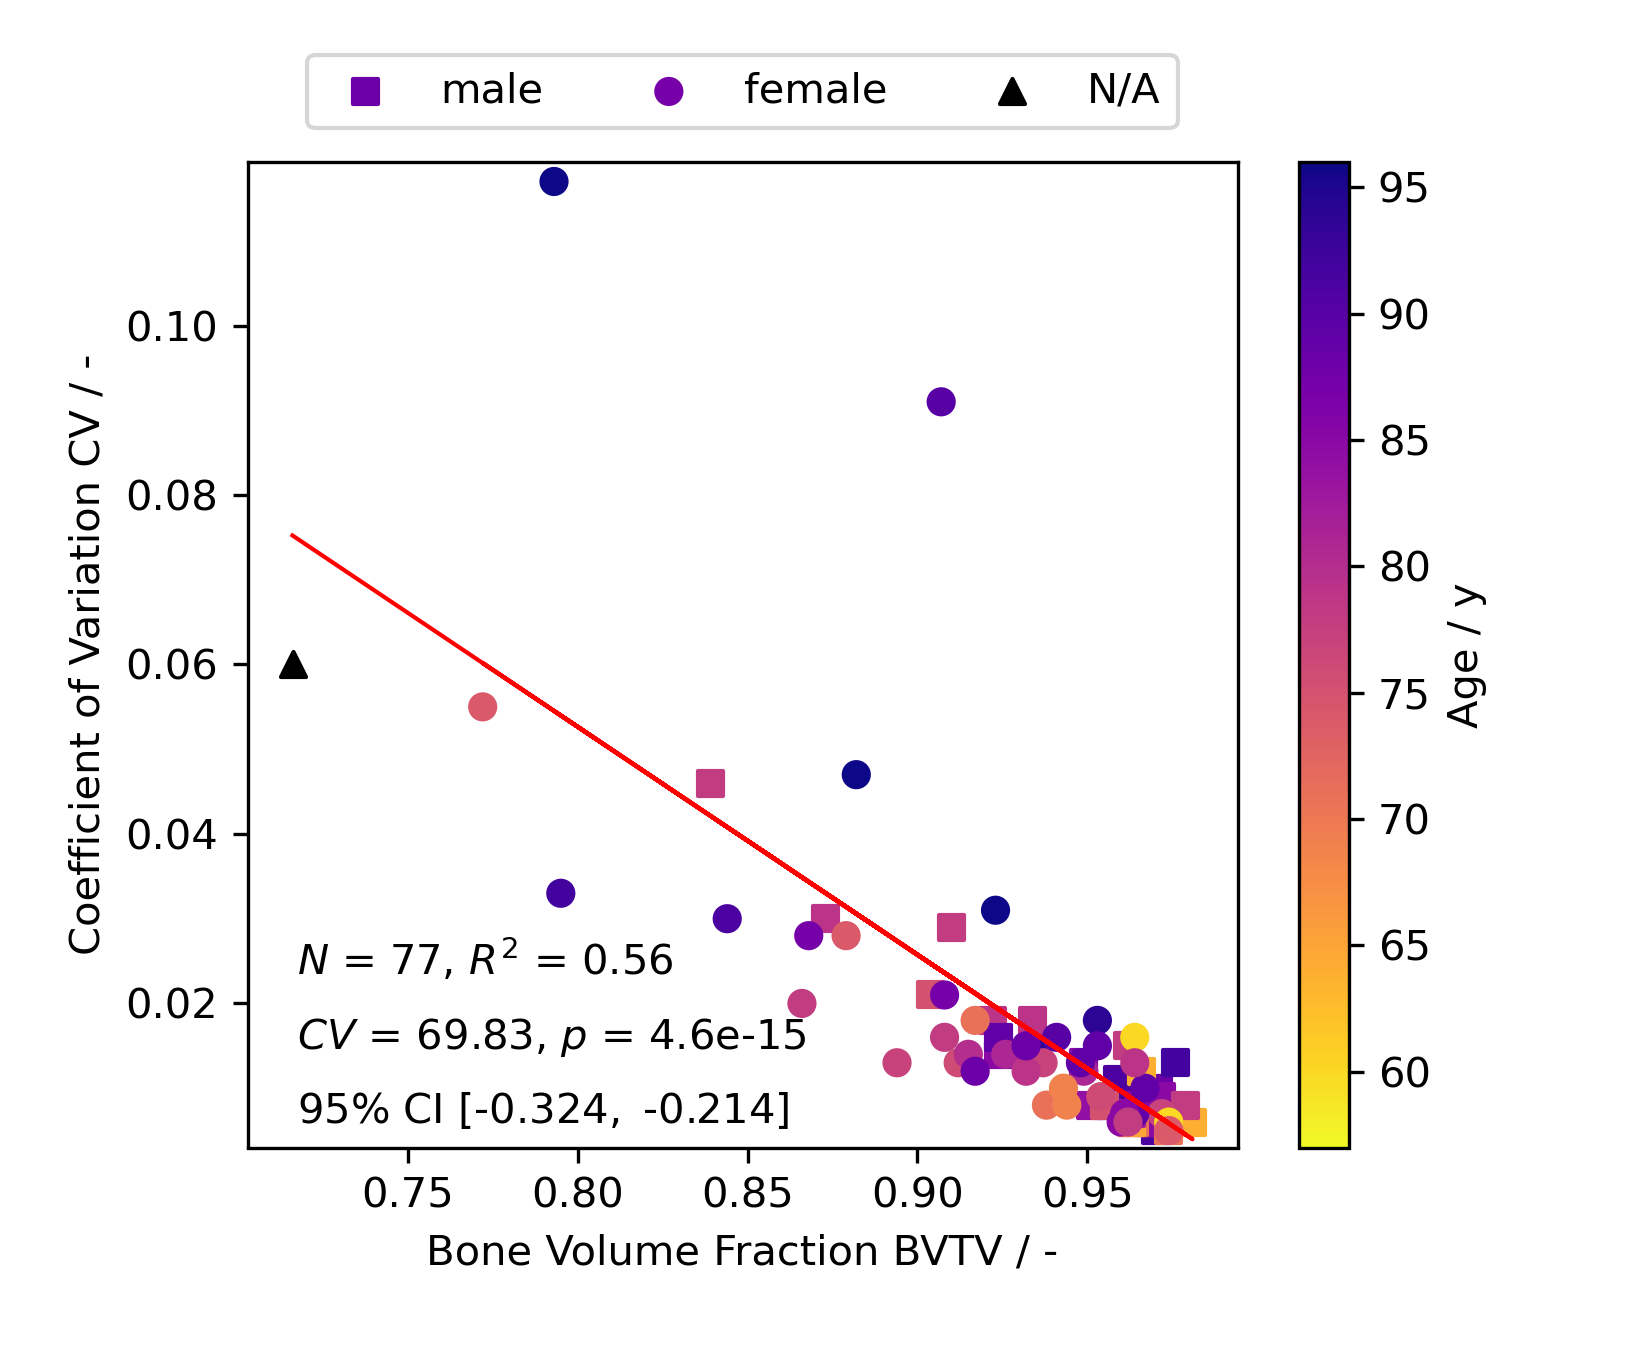 male female N/A
0.10
0.08
0.06
0.04
0.02
Coefficient of Variation CV / -
N = 77, R² = 0.56
CV = 69.83, p = 4.6e-15
95% CI [-0.324, -0.214]
0.75 0.80 0.85 0.90 0.95
Bone Volume Fraction BVTV / -
95
90
85
80
75
70
65
60
Age / y